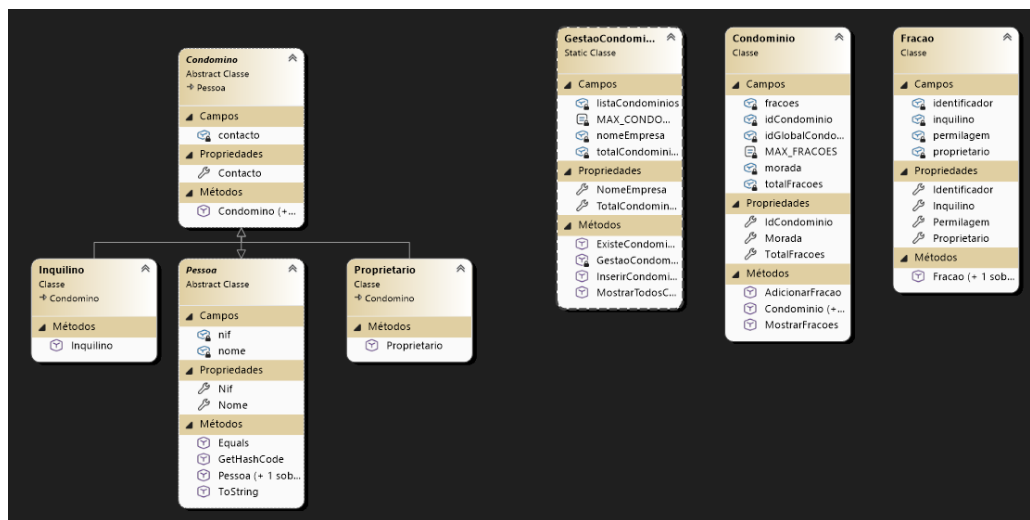 Condomino
Abstract Classe
Pessoa
Campos
contacto
Propriedades
Contacto
Métodos
Condomino (+...
Inquilino
Classe
Condomino
Métodos
Inquilino
Pessoa
Abstract Classe
Campos
nif
nome
Propriedades
Nif
Nome
Métodos
Equals
GetHashCode
Pessoa (+ 1 sob...
ToString
Proprietario
Classe
Condomino
Métodos
Proprietario
GestaoCondomi...
Static Classe
Campos
listaCondominios
MAX_CONDO...
nomeEmpresa
totalCondomini...
Propriedades
NomeEmpresa
TotalCondomin...
Métodos
ExisteCondomi...
GestaoCondom...
InserirCondomi...
MostrarTodosC...
Condominio
Classe
Campos
fracoes
idCondominio
idGlobalCondo...
MAX_FRACOES
morada
totalFracoes
Propriedades
IdCondominio
Morada
TotalFracoes
Métodos
AdicionarFracao
Condominio (+...
MostrarFracoes
Fracao
Classe
Campos
identificador
inquilino
permilagem
proprietario
Propriedades
Identificador
Inquilino
Permilagem
Proprietario
Métodos
Fracao (+ 1 sob...